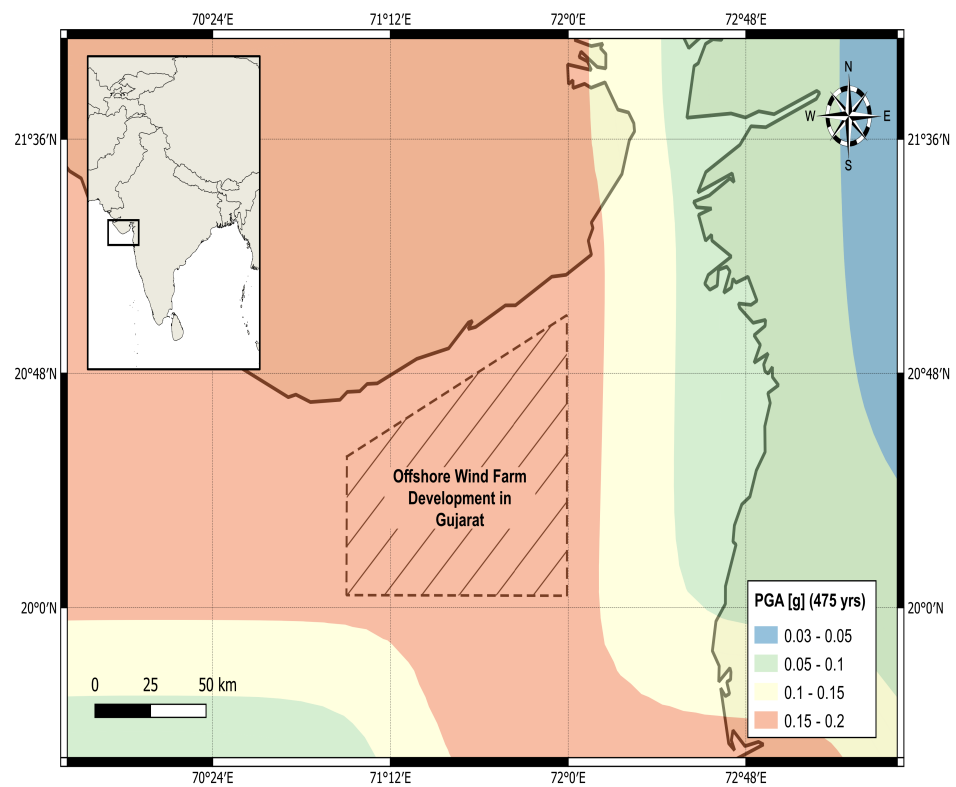 70°24′E 71°12′E 72°0′E 72°48′E
N
W E
S
21°36′N 21°36′N
20°48′N 20°48′N
Offshore Wind Farm
Development in
Gujarat
20°0′N 20°0′N
PGA [g] (475 yrs)
0.03 - 0.05
0.05 - 0.1
0.1 - 0.15
0.15 - 0.2
0 25 50 km
70°24′E 71°12′E 72°0′E 72°48′E